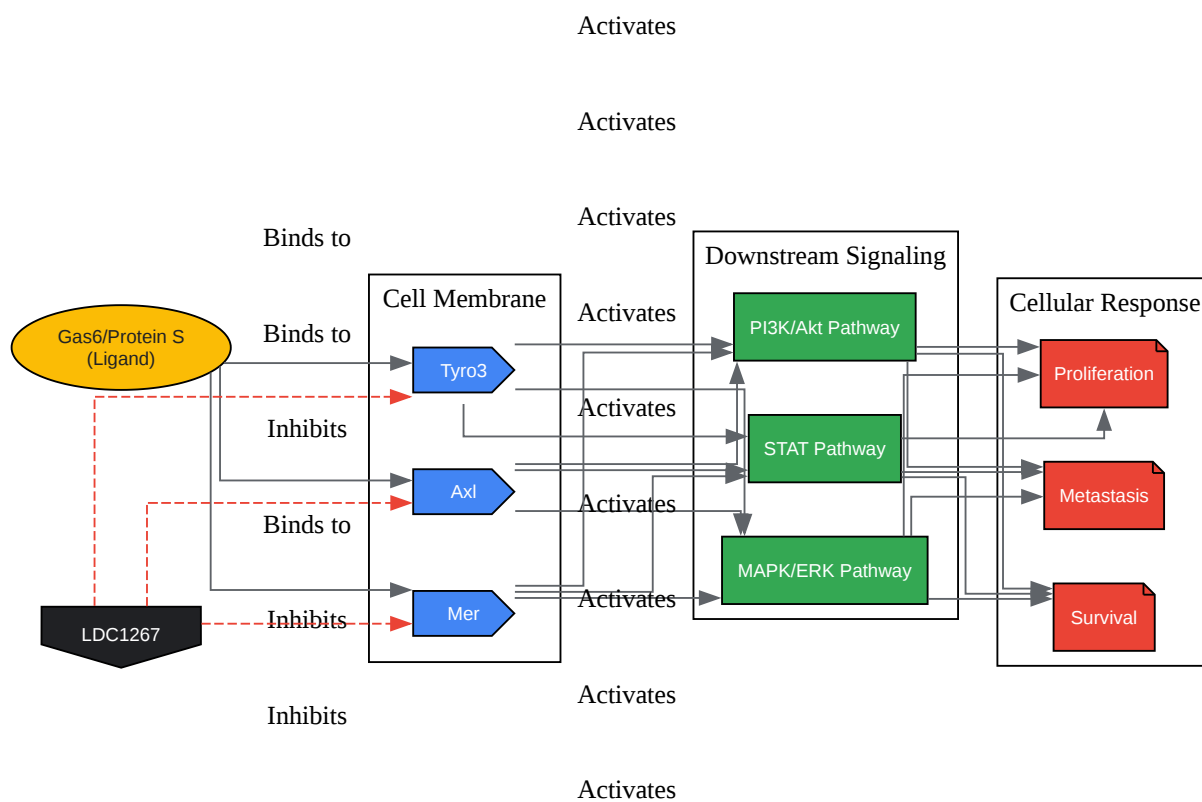 Activates
Activates
Activates
Binds to
Downstream Signaling
Cell Membrane
Cellular Response
Activates
PI3K/Akt Pathway
Binds to
Gas6/Protein S
(Ligand)
Tyro3
Proliferation
Activates
Inhibits
STAT Pathway
Axl
Metastasis
Activates
Binds to
MAPK/ERK Pathway
Activates
Mer
Survival
Inhibits
LDC1267
Activates
Inhibits
Activates